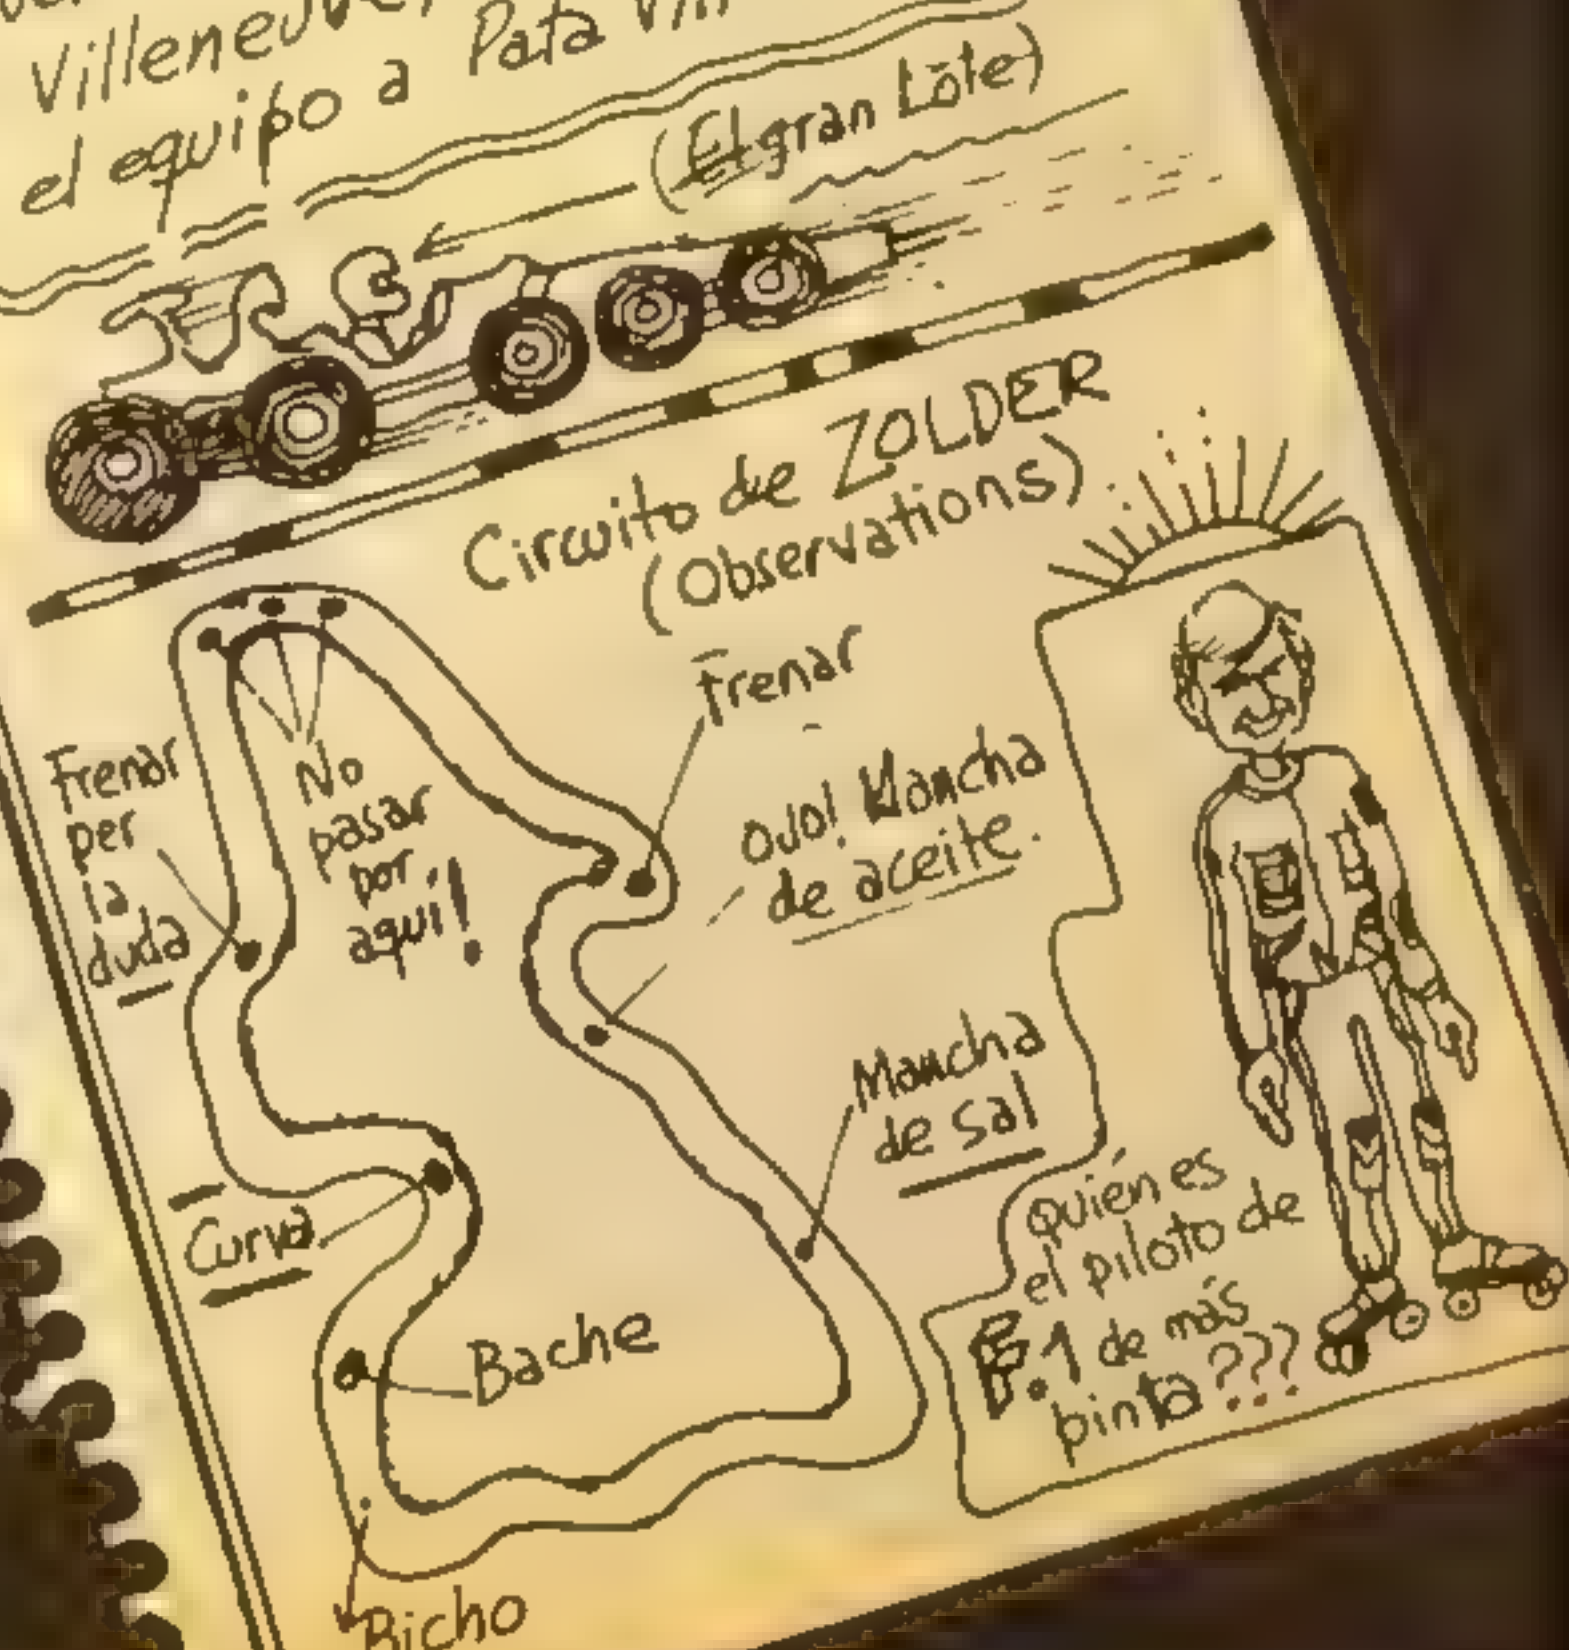 Villeneuve,
el equipo a Pata
(El gran Lote)
Circuito de ZOLDER
(Observations)
Frenar
Frenar
per
la
duda
No
pasar
por
aquí!
OJO! Mancha
de aceite.
Mancha
de sal
Curva
Bache
Bicho
quién es
el piloto de
F.1 de más
pinta???